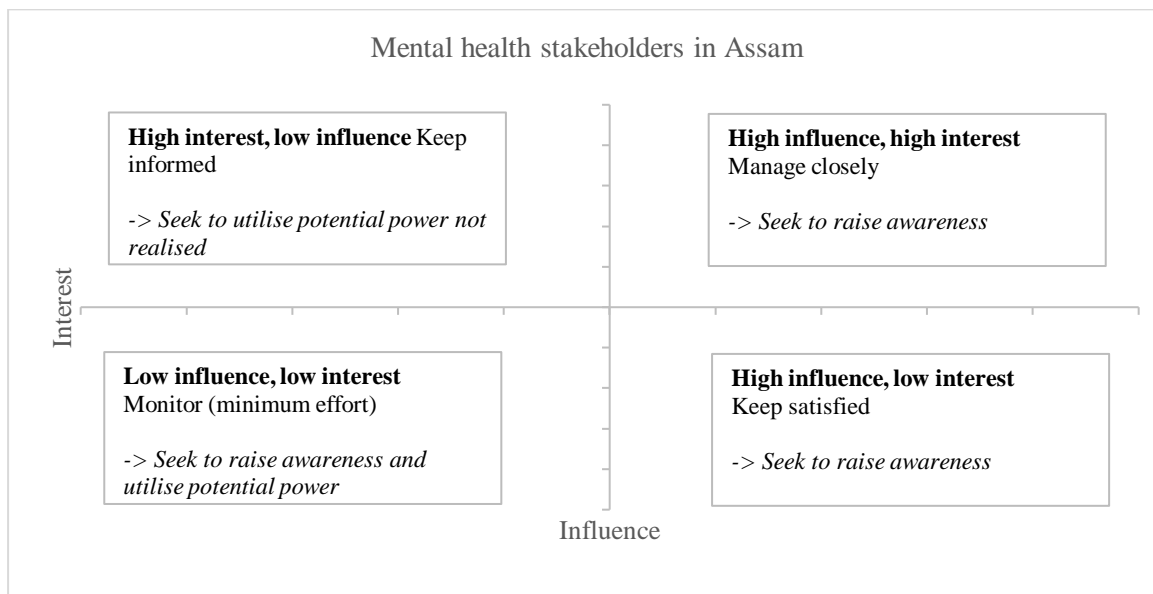 Mental health stakeholders in Assam
High interest, low influence Keep
informed
-> Seek to utilise potential power not
realised
High influence, high interest
Manage closely
-> Seek to raise awareness
Interest
Low influence, low interest
Monitor (minimum effort)
-> Seek to raise awareness and
utilise potential power
High influence, low interest
Keep satisfied
-> Seek to raise awareness
Influence